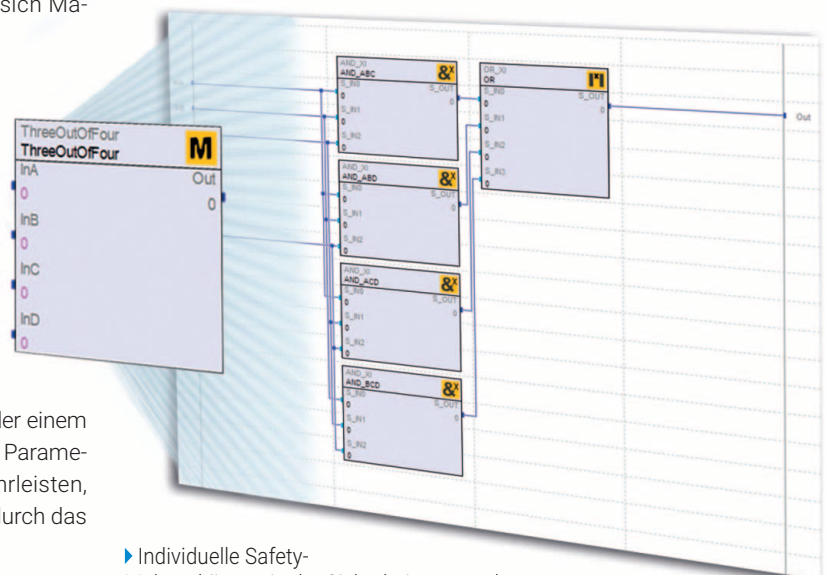 sich Ma-
ThreeOutOfFour
ThreeOutOfFour
M
InA
Out
0
0
InB
0
InC
0
InD
0
AND_XI
AND_ABC
&X
S_IN0
S_OUT
0
0
S_IN1
0
S_IN2
0
AND_XI
AND_ABD
&X
S_IN0
S_OUT
0
0
S_IN1
0
S_IN2
0
AND_XI
AND_ACD
&X
S_IN0
S_OUT
0
0
S_IN1
0
S_IN2
0
AND_XI
AND_BCD
&X
S_IN0
S_OUT
0
0
S_IN1
0
S_IN2
0
OR_XI
OR
S_IN0
S_OUT
0
0
S_IN1
0
S_IN2
0
S_IN3
0
Out
der einem
Parame-
rleisten,
durch das
Individuelle Safety-